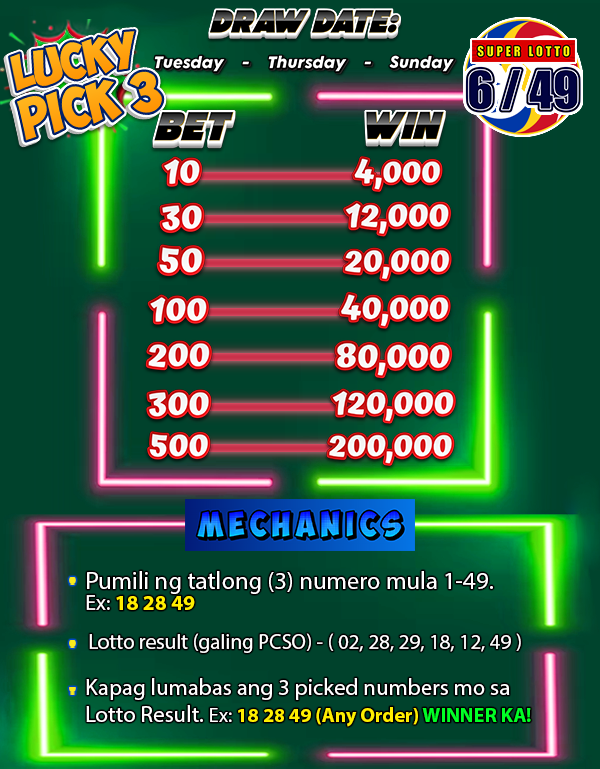 DRAW DATE:
Tuesday - Thursday - Sunday
LUCKY
PICK 3
SUPER LOTTO
6/49
BET WIN
10 4,000
30 12,000
50 20,000
100 40,000
200 80,000
300 120,000
500 200,000
MECHANICS
• Pumili ng tatlong (3) numero mula 1-49.
Ex: 18 28 49
• Lotto result (galing PCSO) - ( 02, 28, 29, 18, 12, 49 )
• Kapag lumabas ang 3 picked numbers mo sa
Lotto Result. Ex: 18 28 49 (Any Order) WINNER KA!